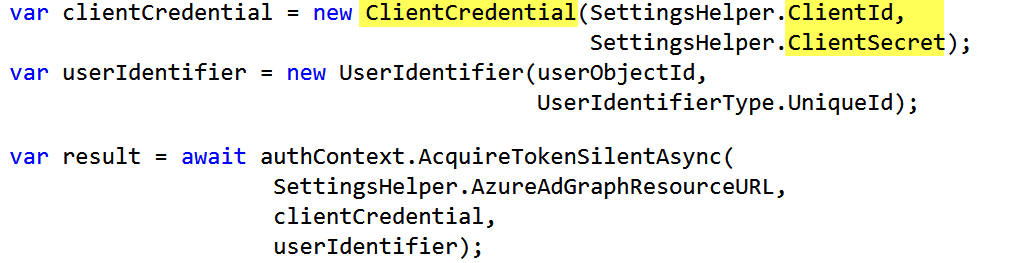 var clientCredential = new ClientCredential(SettingsHelper.ClientId,
SettingsHelper.ClientSecret);
var userIdentifier = new UserIdentifier(userObjectId,
UserIdentifierType.UniqueId);
var result = await authContext.AcquireTokenSilentAsync(
SettingsHelper.AzureAdGraphResourceURL,
clientCredential,
userIdentifier);